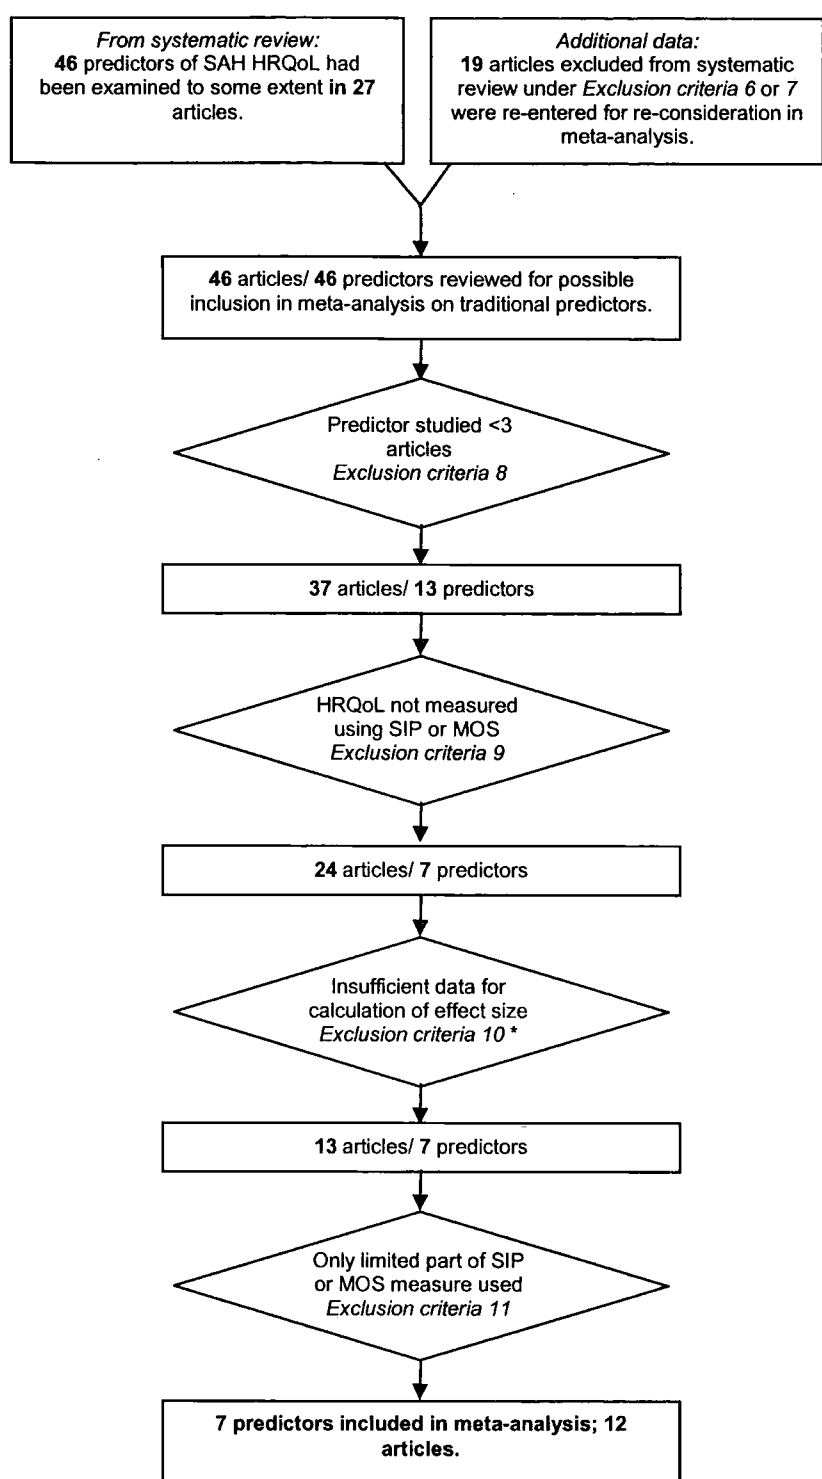 From systematic review:
46 predictors of SAH HRQoL had
been examined to some extent in 27
articles.
Additional data:
19 articles excluded from systematic
review under Exclusion criteria 6 or 7
were re-entered for re-consideration in
meta-analysis.
46 articles/ 46 predictors reviewed for possible
inclusion in meta-analysis on traditional predictors.
Predictor studied <3
articles
Exclusion criteria 8
37 articles/ 13 predictors
HRQoL not measured
using SIP or MOS
Exclusion criteria 9
24 articles/ 7 predictors
Insufficient data for
calculation of effect size
Exclusion criteria 10 *
13 articles/ 7 predictors
Only limited part of SIP
or MOS measure used
Exclusion criteria 11
7 predictors included in meta-analysis; 12
articles.